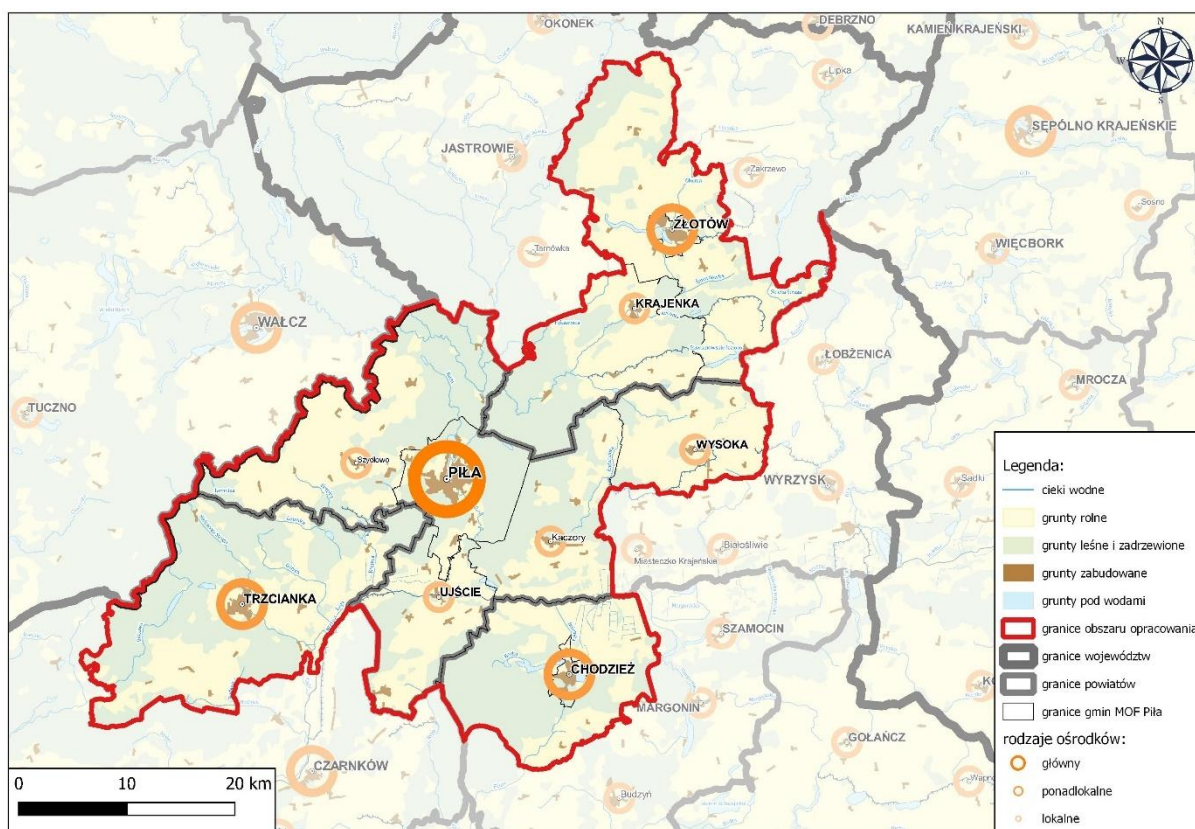 OKONEK
DEBRZNO
KAMIEŃ KRAJEŃSKI
N
W
E
S
Lipka
SĘPÓLNO KRAJEŃSKIE
JASTROWIE
Zakrzewo
Sośno
ZŁOTÓW
WIĘCBORK
Tarnówka
KRAJENKA
WAŁCZ
ŁOBŻENICA
MROCZA
TUCZNO
WYSOKA
Szydłowo
PIŁA
WYRZYSK
Sadki
Kaczory
Białośliwie
Miasteczko Krajeńskie
TRZCIANKA
UJŚCIE
SZAMOCIN
CHODZIEŻ
MARGONIN
GOŁAŃCZ
CZARNKÓW
Budzyń
0 10 20 km
Legenda:
cieki wodne
grunty rolne
grunty leśne i zadrzewione
grunty zabudowane
grunty pod wodami
granice obszaru opracowania
granice województw
granice powiatów
granice gmin MOF Piła
rodzaje ośrodków:
główny
ponadlokalne
lokalne